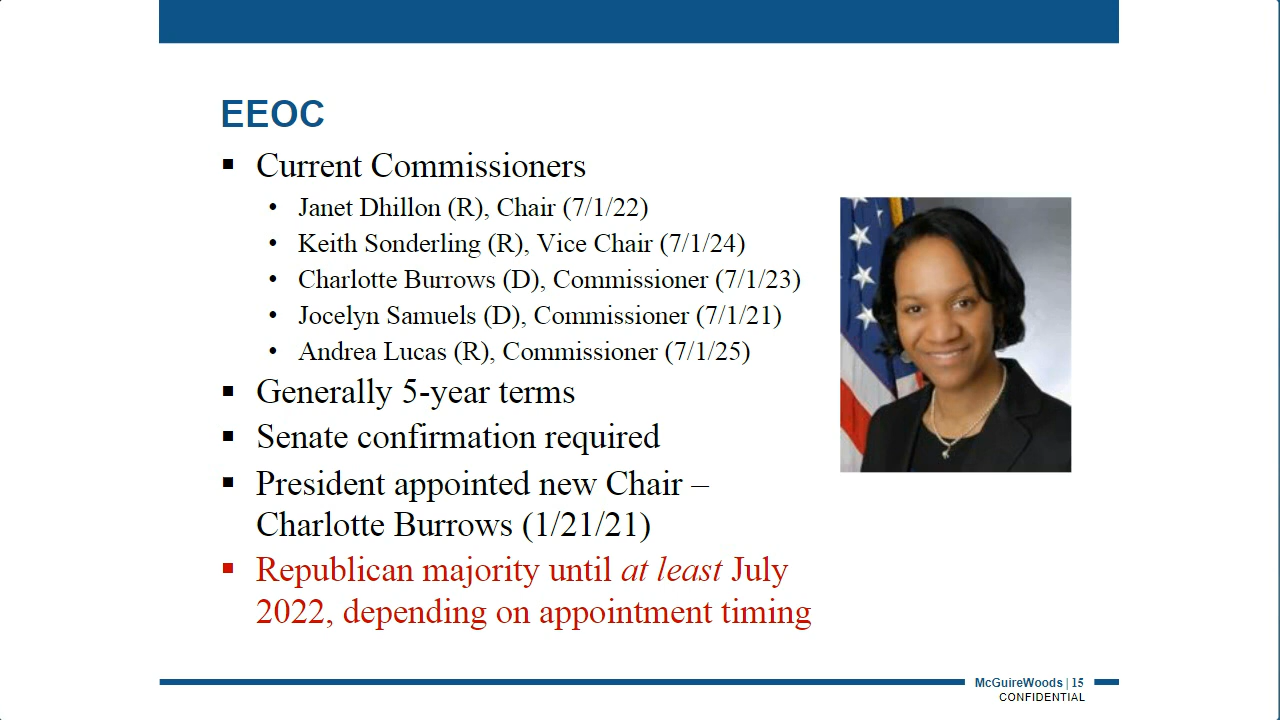 EEOC
▪ Current Commissioners
• Janet Dhillon (R), Chair (7/1/22)
• Keith Sonderling (R), Vice Chair (7/1/24)
• Charlotte Burrows (D), Commissioner (7/1/23)
• Jocelyn Samuels (D), Commissioner (7/1/21)
• Andrea Lucas (R), Commissioner (7/1/25)
▪ Generally 5-year terms
▪ Senate confirmation required
▪ President appointed new Chair –
Charlotte Burrows (1/21/21)
▪ Republican majority until at least July
2022, depending on appointment timing
McGuireWoods | 15
CONFIDENTIAL